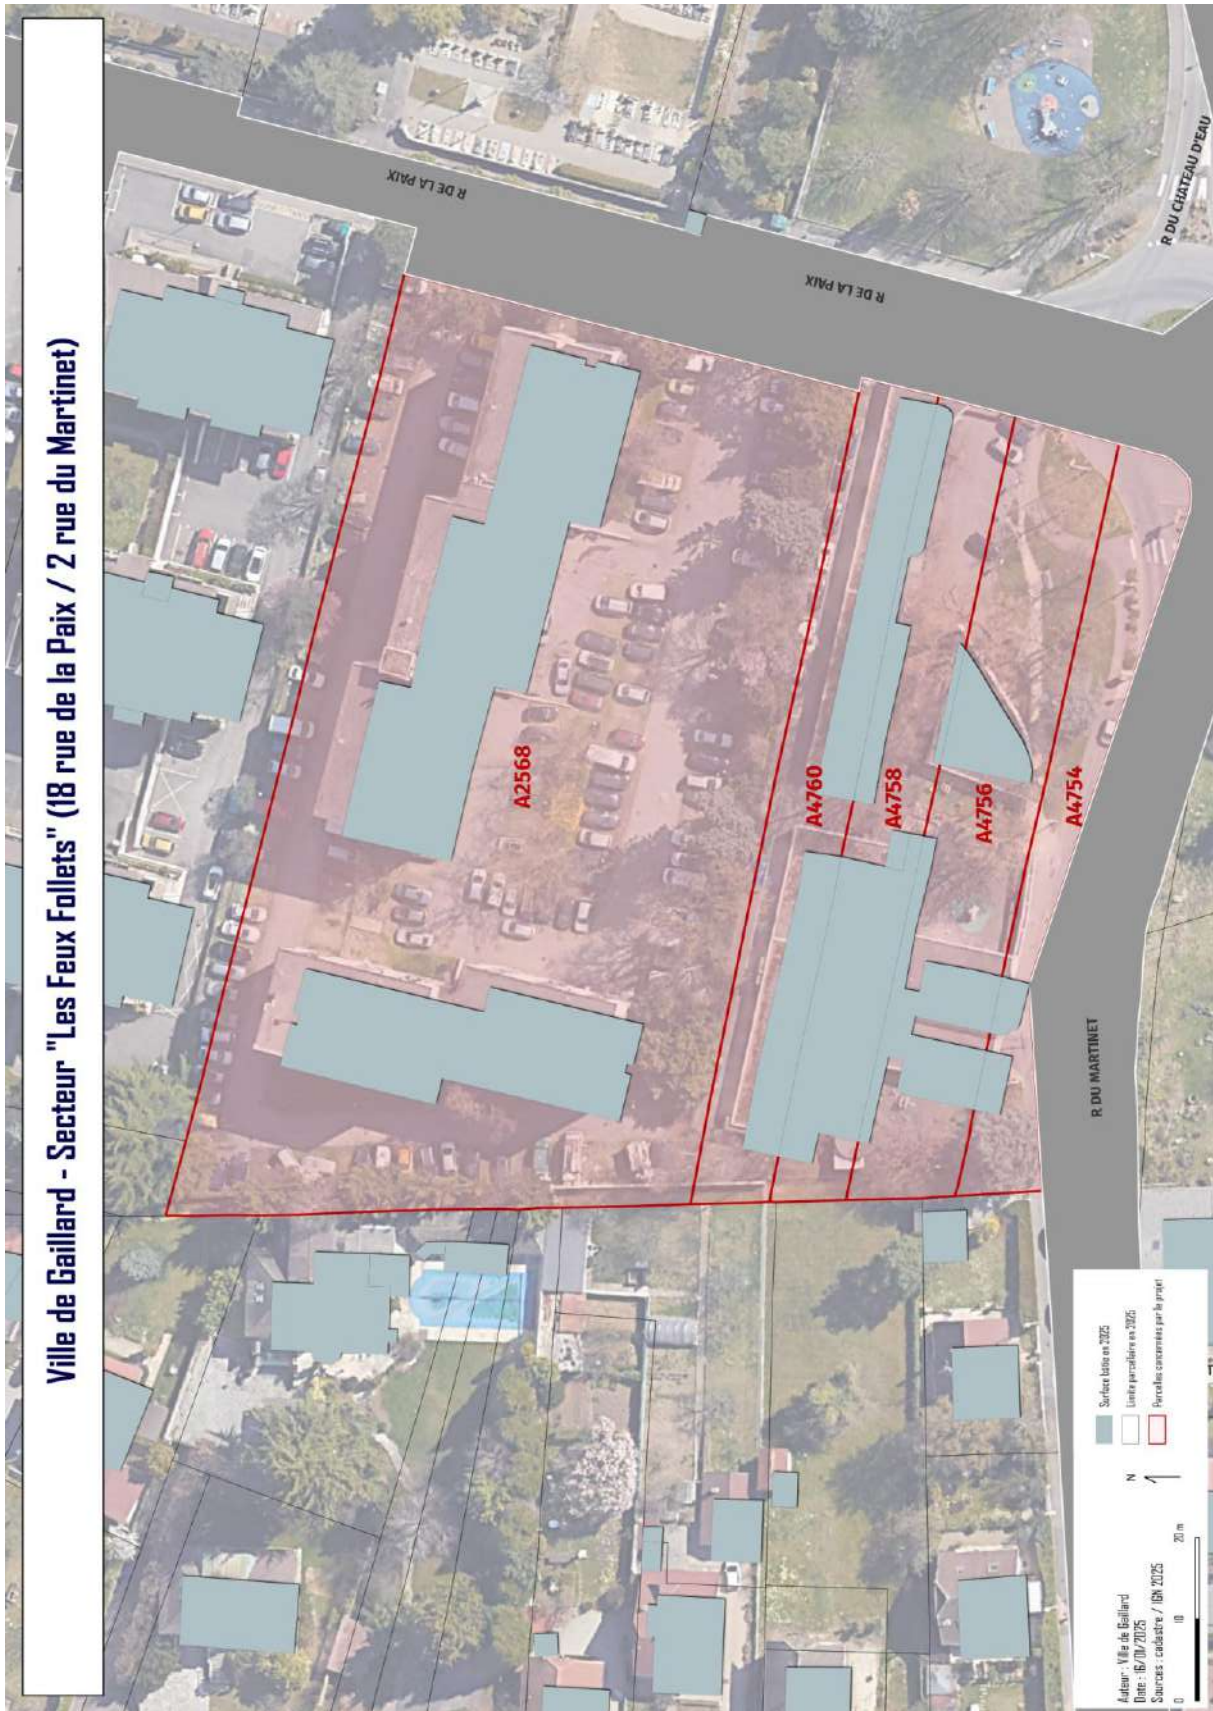 Ville de Gaillard - Secteur "Les Feux Follets" (18 rue de la Paix / 2 rue du Martinet)
R DE LA PAIX
R DE LA PAIX
R DU CHATEAU D'EAU
A2568
A4760
A4758
A4756
A4754
R DU MARTINET
Surface bâtie en 2025
Limite parcellaire en 2025
Parcelles concernées par le projet
N
Auteur : Ville de Gaillard
Date : 16/01/2025
Sources : cadastre / IGN 2025
0 10 20 m